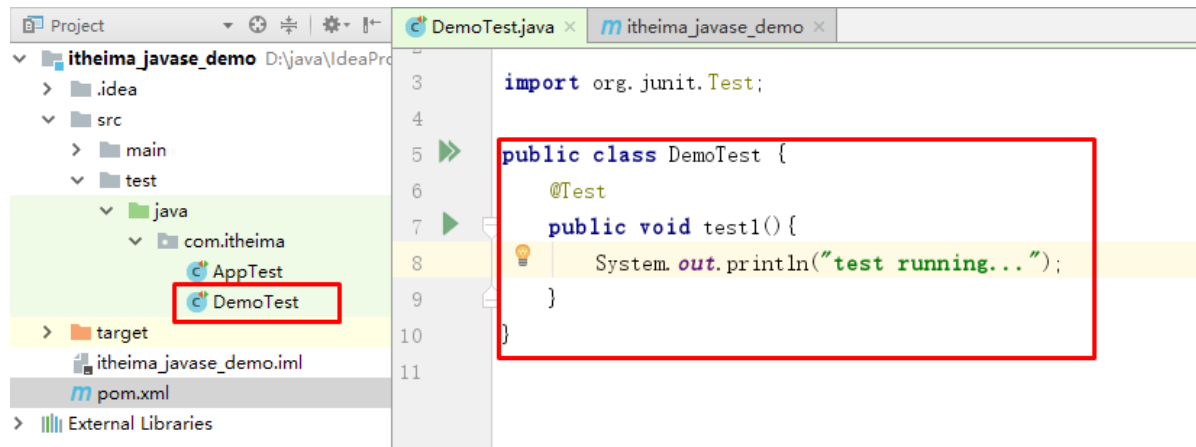 Project
itheima_javase_demo D:\java\IdeaPro
.idea
src
main
test
java
com.itheima
AppTest
DemoTest
target
itheima_javase_demo.iml
pom.xml
External Libraries
DemoTest.java × itheima_javase_demo ×
3 import org.junit.Test;
4
5 public class DemoTest {
6 @Test
7 public void test1(){
8 System.out.println("test running...");
9 }
10 }
11